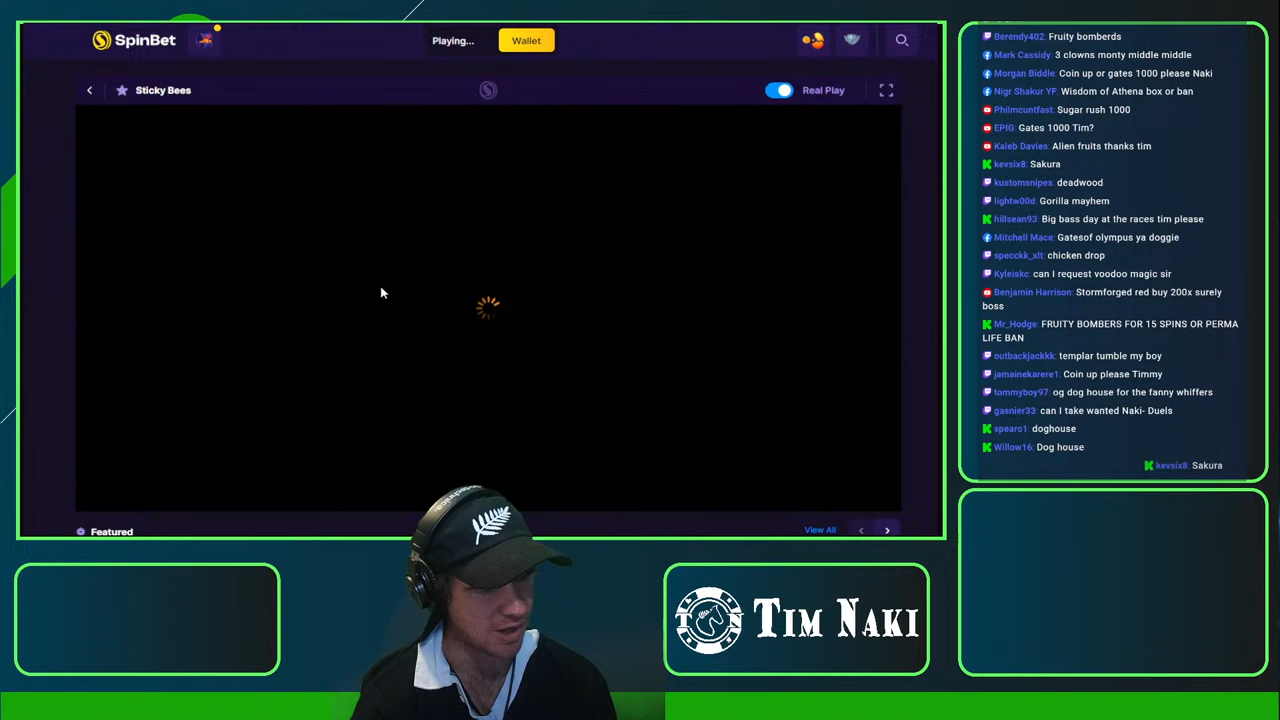 SpinBet
Playing...
Wallet
Sticky Bees
Real Play
Featured
View All
Berendy402: Fruity bomberds
Mark Cassidy: 3 clowns monty middle middle
Morgan Biddle: Coin up or gates 1000 please Naki
Nigr Shakur YF: Wisdom of Athena box or ban
Philmcuntfast: Sugar rush 1000
EPIG: Gates 1000 Tim?
Kaleb Davies: Alien fruits thanks tim
kevsix8: Sakura
kustomsnipes: deadwood
lightw00d: Gorilla mayhem
hillsean93: Big bass day at the races tim please
Mitchell Mace: Gatesof olympus ya doggie
specckk_xlt: chicken drop
Kyleiskc: can I request voodoo magic sir
Benjamin Harrison: Stormforged red buy 200x surely
boss
Mr_Hodge: FRUITY BOMBERS FOR 15 SPINS OR PERMA
LIFE BAN
outbackjackkk: templar tumble my boy
jamainekarere1: Coin up please Timmy
tommyboy97: og dog house for the fanny whiffers
gasnier33: can I take wanted Naki- Duels
spearo1: doghouse
Willow16: Dog house
kevsix8: Sakura
TIM NAKI